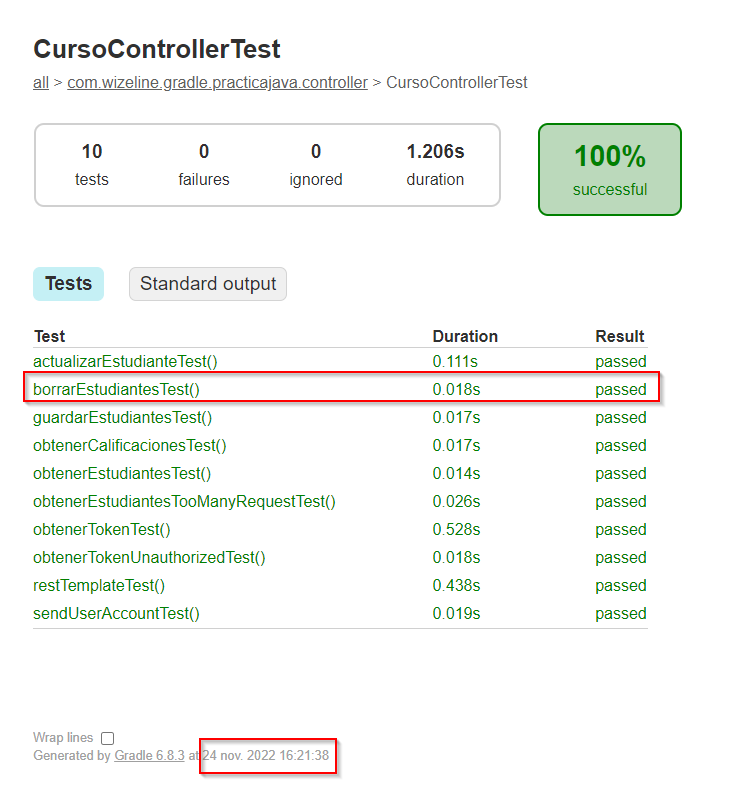 CursoControllerTest
all > com.wizeline.gradle.practicajava.controller > CursoControllerTest
10 0 0 1.206s
tests failures ignored duration
100%
successful
Tests Standard output
Test Duration Result
actualizarEstudianteTest() 0.111s passed
borrarEstudiantesTest() 0.018s passed
guardarEstudiantesTest() 0.017s passed
obtenerCalificacionesTest() 0.017s passed
obtenerEstudiantesTest() 0.014s passed
obtenerEstudiantesTooManyRequestTest() 0.026s passed
obtenerTokenTest() 0.528s passed
obtenerTokenUnauthorizedTest() 0.018s passed
restTemplateTest() 0.438s passed
sendUserAccountTest() 0.019s passed
Wrap lines
Generated by Gradle 6.8.3 at 24 nov. 2022 16:21:38